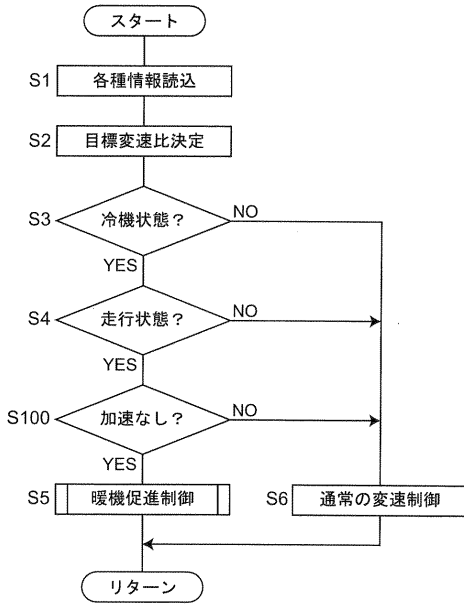 スタート
S1 各種情報読込
S2 目標変速比決定
S3 冷機状態? NO
YES
S4 走行状態? NO
YES
S100 加速なし? NO
YES
S5 暖機促進制御 S6 通常の変速制御
リターン